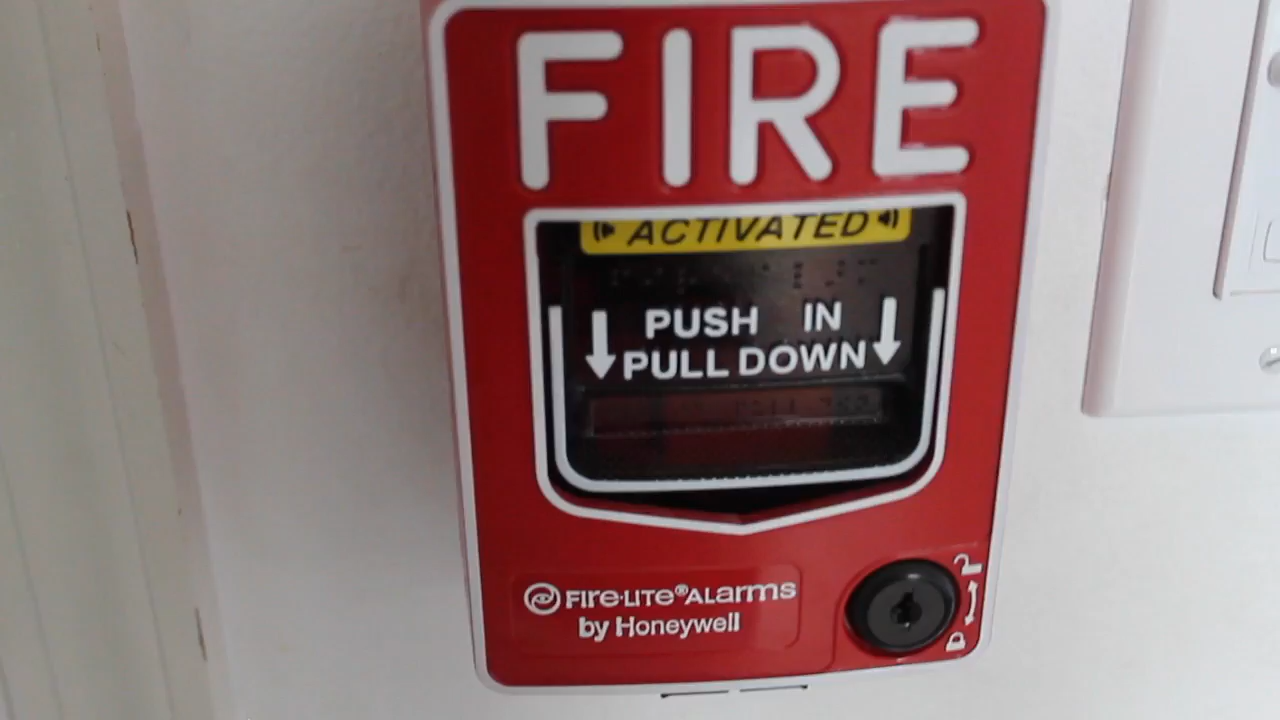 FIRE
ACTIVATED
PUSH IN
PULL DOWN
FIRE·LITE® ALARMS
by Honeywell